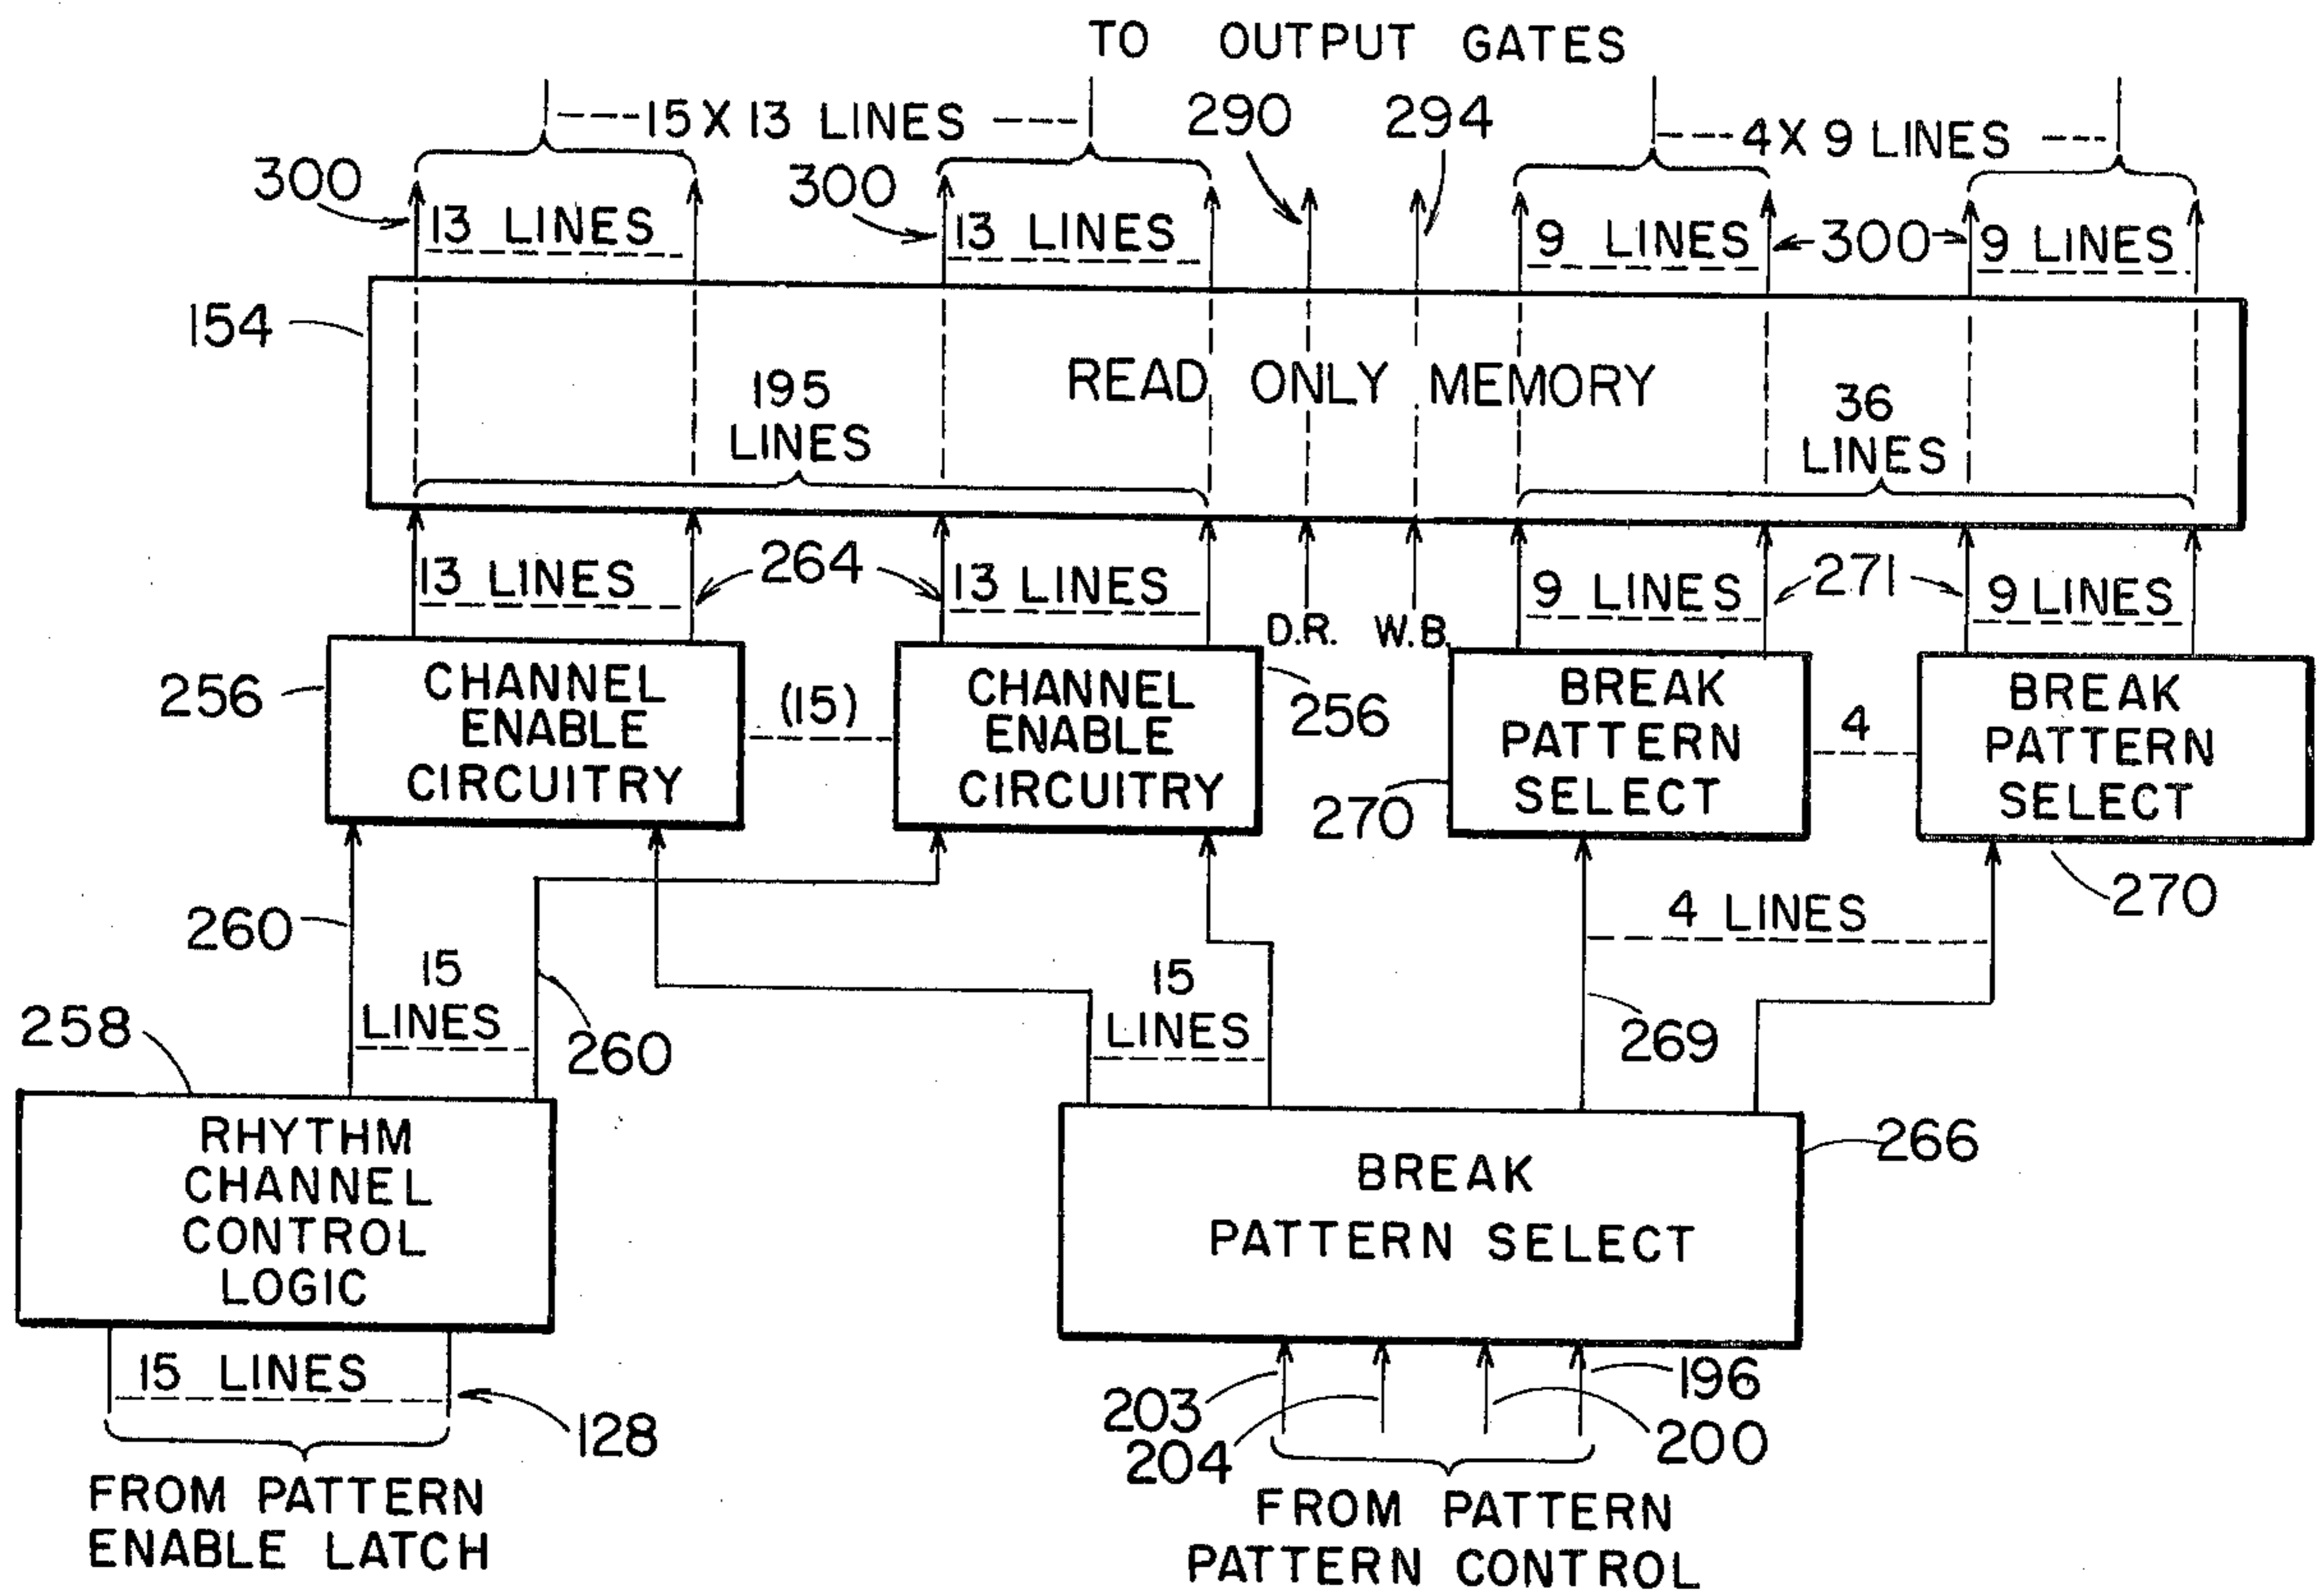 TO OUTPUT GATES
15 X 13 LINES
290
294
4 X 9 LINES
300
300
13 LINES
13 LINES
9 LINES
300
9 LINES
154
READ ONLY MEMORY
195
LINES
36
LINES
13 LINES
264
13 LINES
D.R.
W.B.
9 LINES
271
9 LINES
256
CHANNEL
ENABLE
CIRCUITRY
(15)
CHANNEL
ENABLE
CIRCUITRY
256
270
BREAK
PATTERN
SELECT
4
BREAK
PATTERN
SELECT
270
260
15
LINES
260
15
LINES
4 LINES
269
258
RHYTHM
CHANNEL
CONTROL
LOGIC
BREAK
PATTERN SELECT
266
15 LINES
128
203
204
196
200
FROM PATTERN
ENABLE LATCH
FROM PATTERN
PATTERN CONTROL